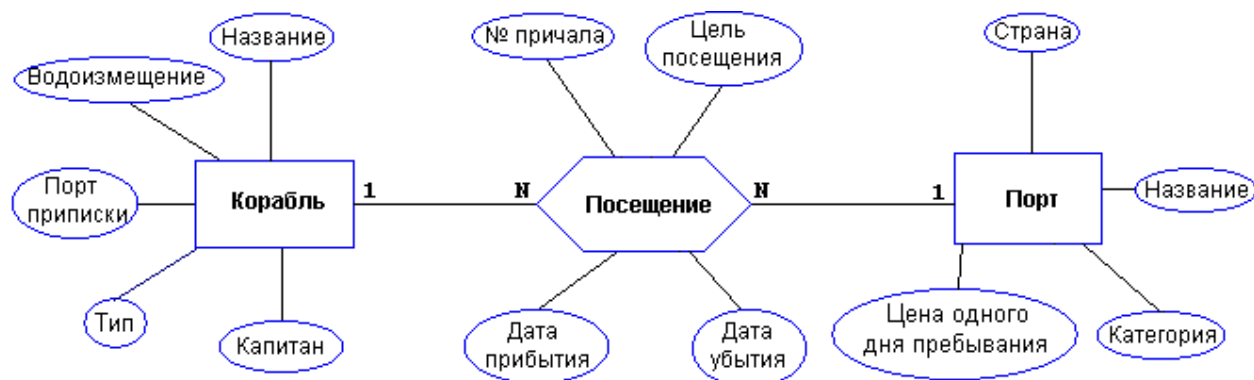 Название
№ причала
Цель
посещения
Страна
Водоизмещение
Порт
приписки
Корабль
1
N
Посещение
N
1
Порт
Название
Тип
Капитан
Дата
прибытия
Дата
убытия
Цена одного
дня пребывания
Категория